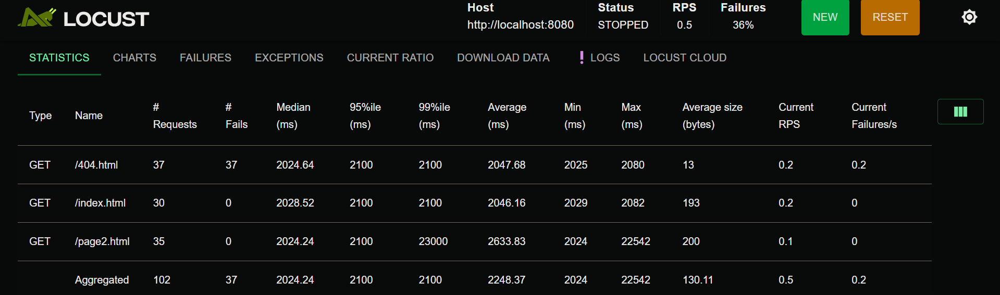 LOCUST
Host Status RPS Failures
http://localhost:8080 STOPPED 0.5 36%
NEW RESET
STATISTICS CHARTS FAILURES EXCEPTIONS CURRENT RATIO DOWNLOAD DATA ❗ LOGS LOCUST CLOUD
Type Name # Requests # Fails Median (ms) 95%ile (ms) 99%ile (ms) Average (ms) Min (ms) Max (ms) Average size (bytes) Current RPS Current Failures/s
GET /404.html 37 37 2024.64 2100 2100 2047.68 2025 2080 13 0.2 0.2
GET /index.html 30 0 2028.52 2100 2100 2046.16 2029 2082 193 0.2 0
GET /page2.html 35 0 2024.24 2100 23000 2633.83 2024 22542 200 0.1 0
Aggregated 102 37 2024.24 2100 2100 2248.37 2024 22542 130.11 0.5 0.2